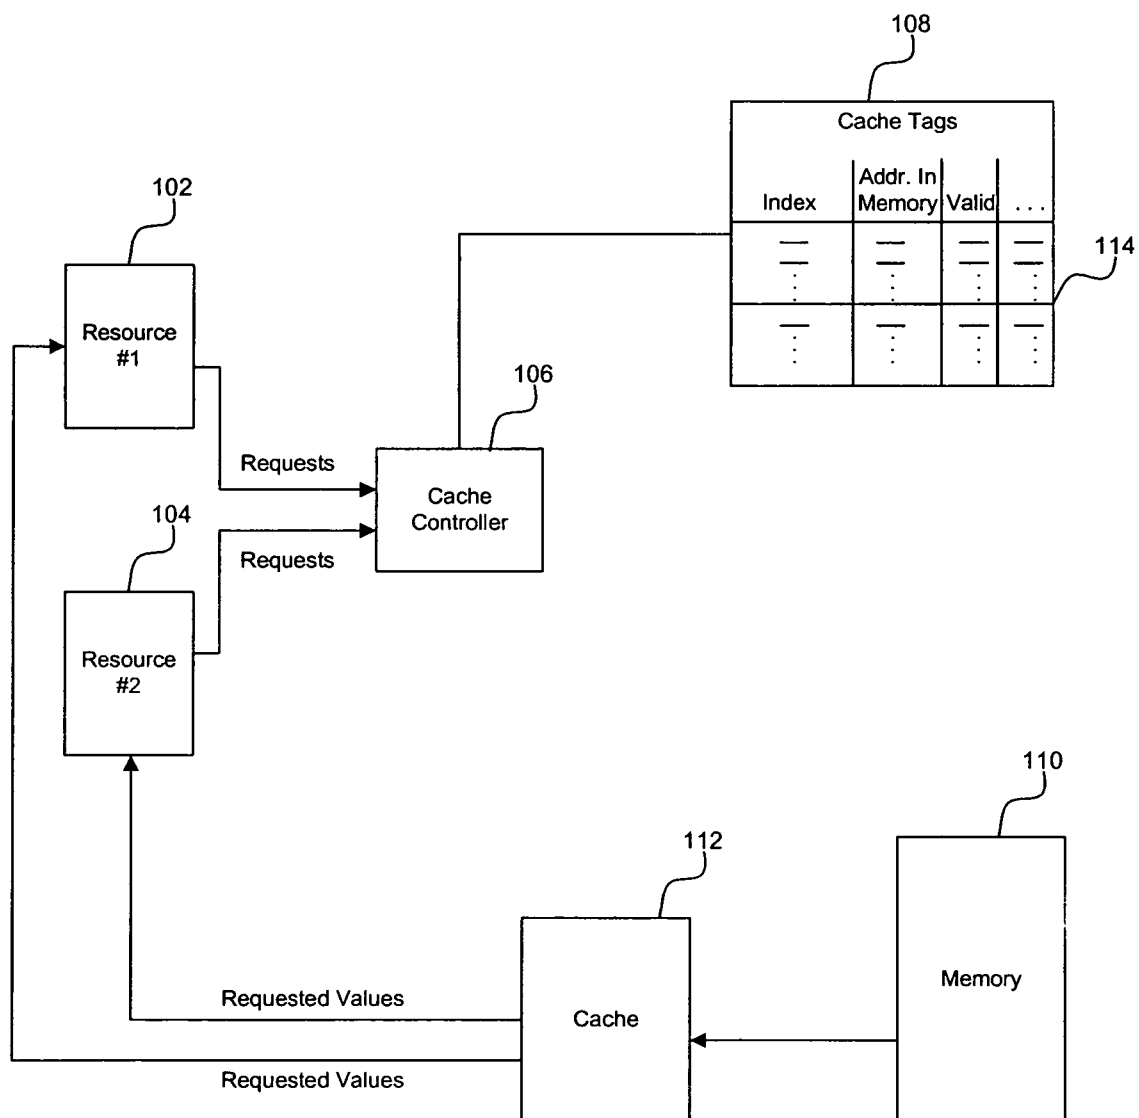 108
Cache Tags
Index
Addr. In
Memory
Valid
. . .
114
102
Resource
#1
106
Requests
Cache
Controller
104
Requests
Resource
#2
110
112
Memory
Requested Values
Cache
Requested Values